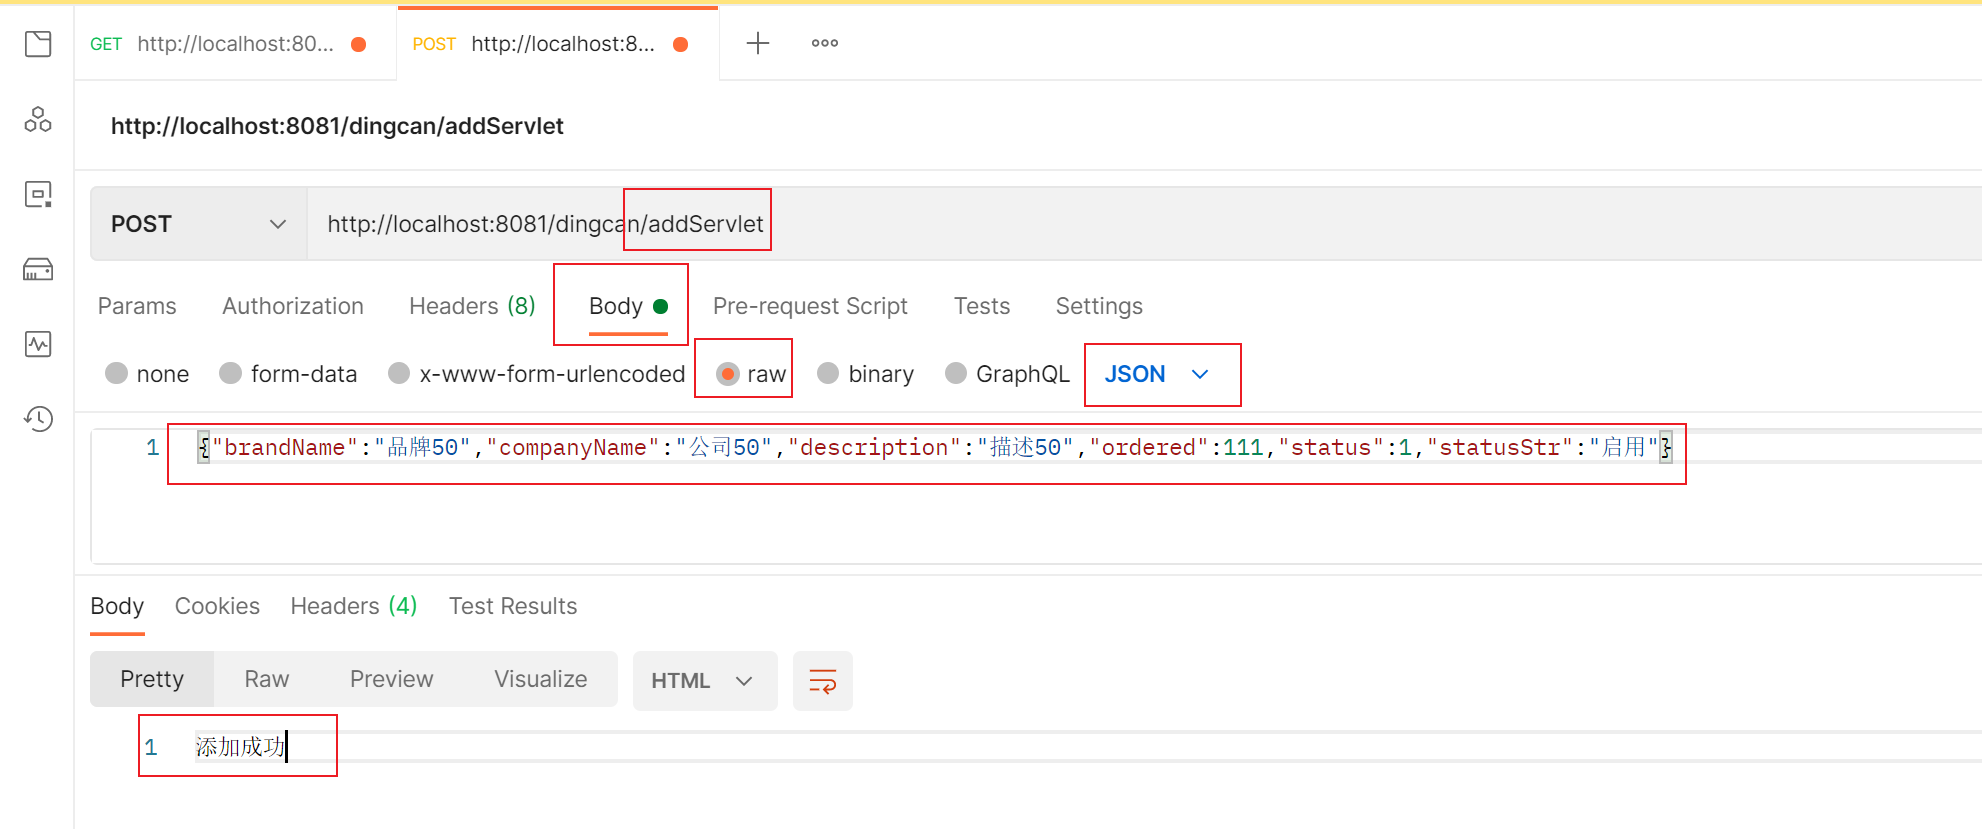 GET http://localhost:80...
POST http://localhost:8...
http://localhost:8081/dingcan/addServlet
POST http://localhost:8081/dingcan/addServlet
Params Authorization Headers (8) Body Pre-request Script Tests Settings
none form-data x-www-form-urlencoded raw binary GraphQL JSON
1 {"brandName":"品牌50","companyName":"公司50","description":"描述50","ordered":111,"status":1,"statusStr":"启用"}
Body Cookies Headers (4) Test Results
Pretty Raw Preview Visualize HTML
1 添加成功